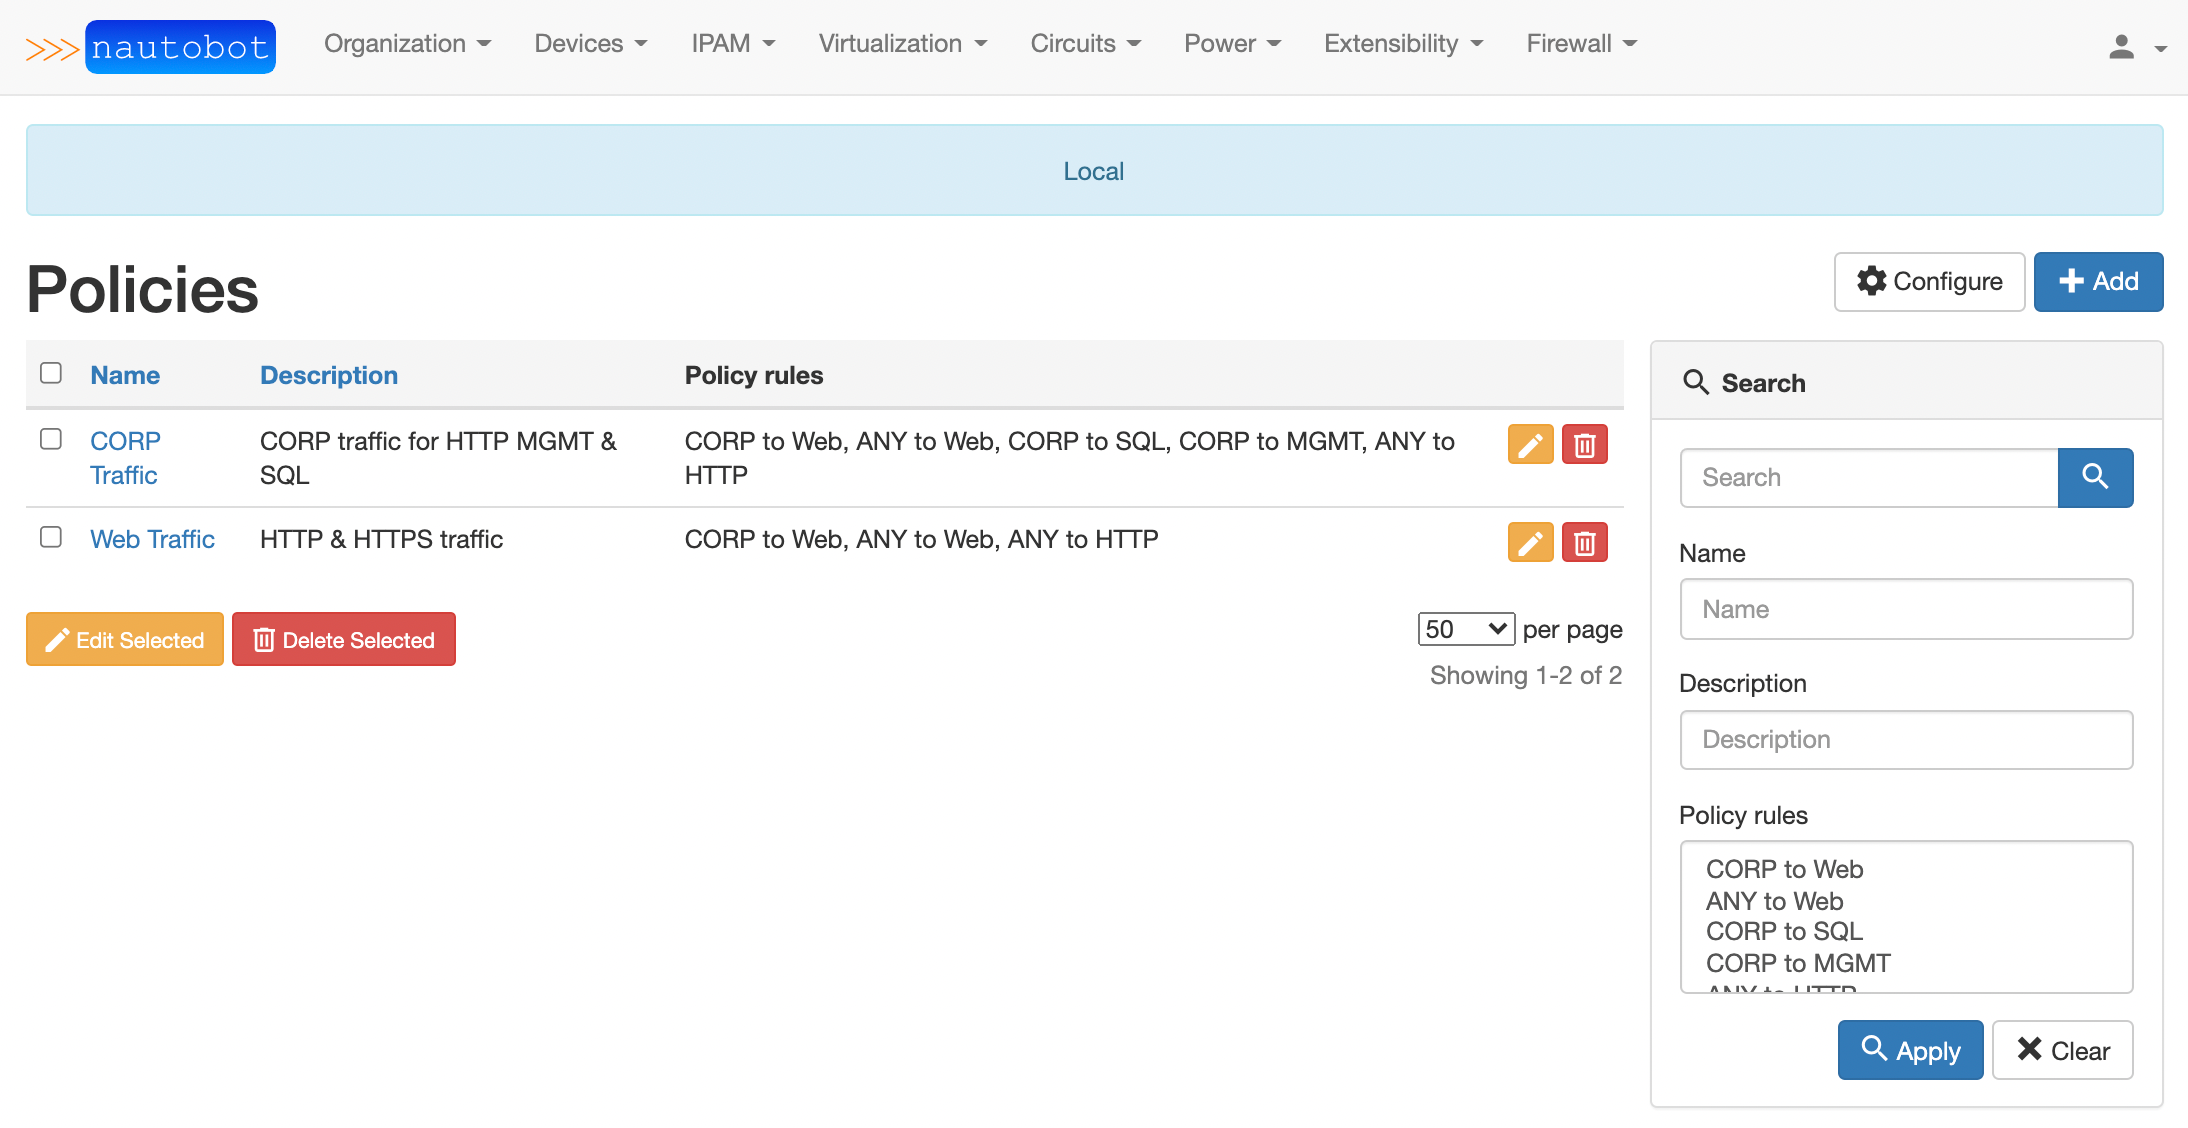 >>> nautobot Organization Devices IPAM Virtualization Circuits Power Extensibility Firewall
Local
Policies
Configure
Add
Name Description Policy rules
CORP Traffic
CORP traffic for HTTP MGMT &
SQL
CORP to Web, ANY to Web, CORP to SQL, CORP to MGMT, ANY to
HTTP
Web Traffic HTTP & HTTPS traffic CORP to Web, ANY to Web, ANY to HTTP
Edit Selected Delete Selected
50 per page
Showing 1-2 of 2
Search
Search
Name
Name
Description
Description
Policy rules
CORP to Web
ANY to Web
CORP to SQL
CORP to MGMT
ANY to HTTP
Apply Clear